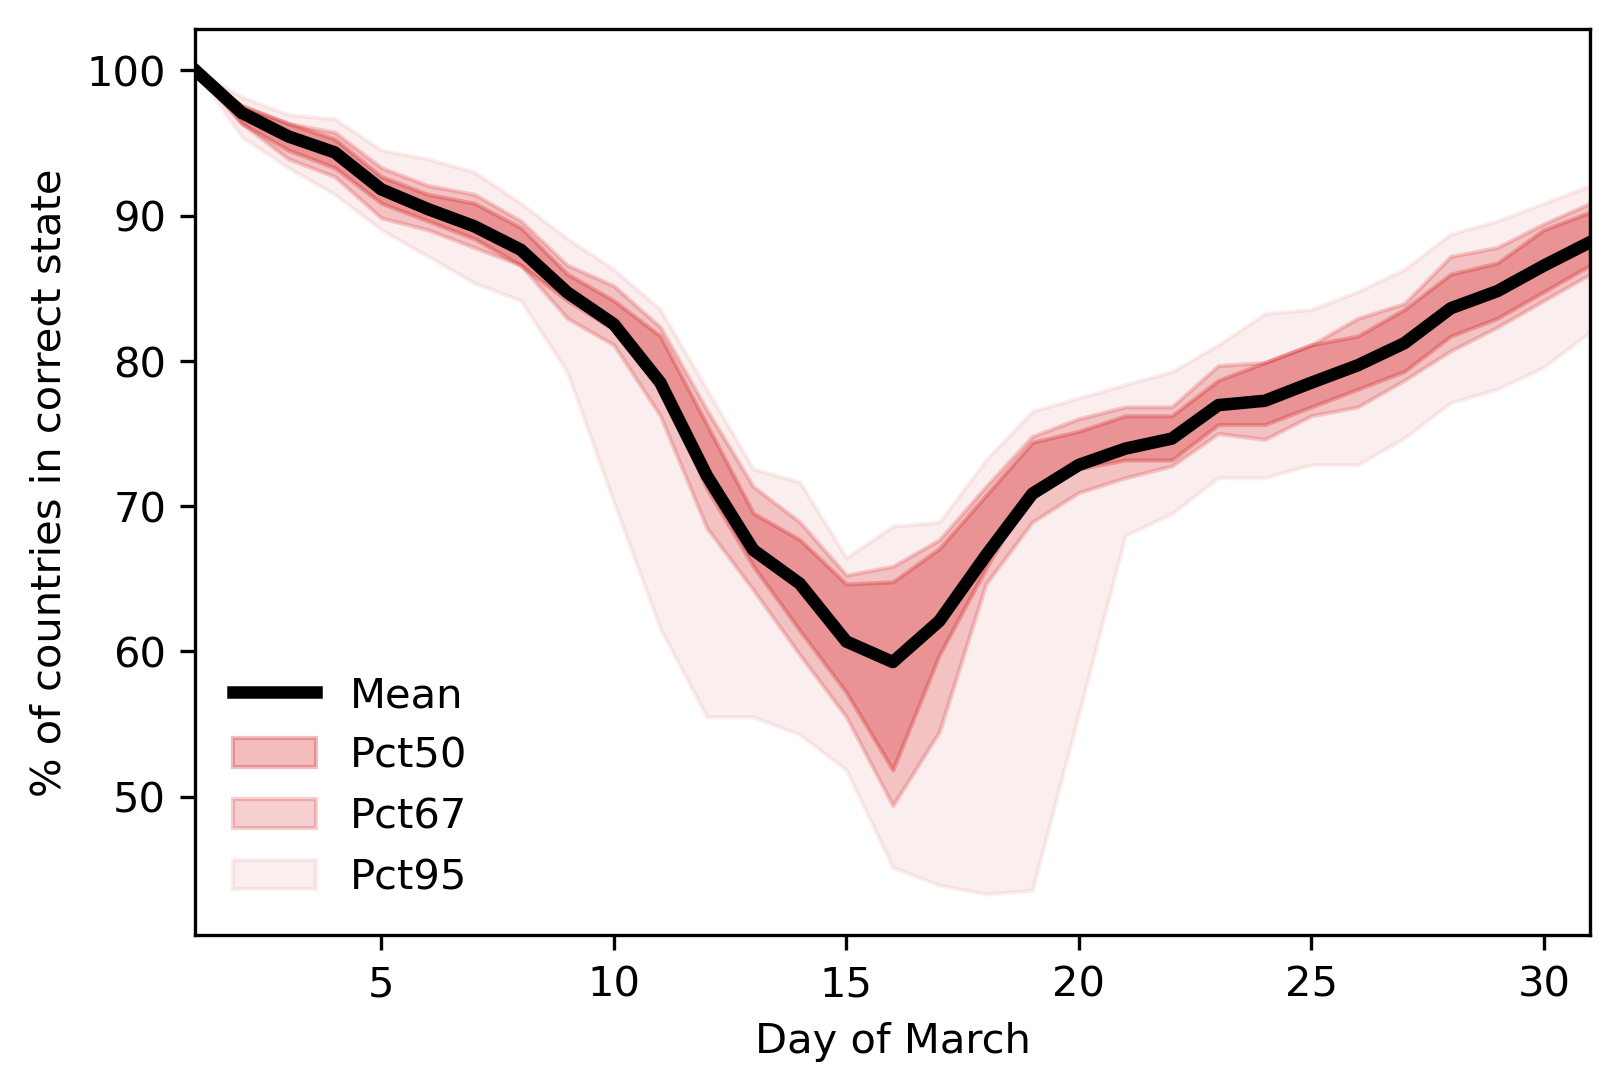 % of countries in correct state
100
90
80
70
60
50
Mean
Pct50
Pct67
Pct95
5 10 15 20 25 30
Day of March